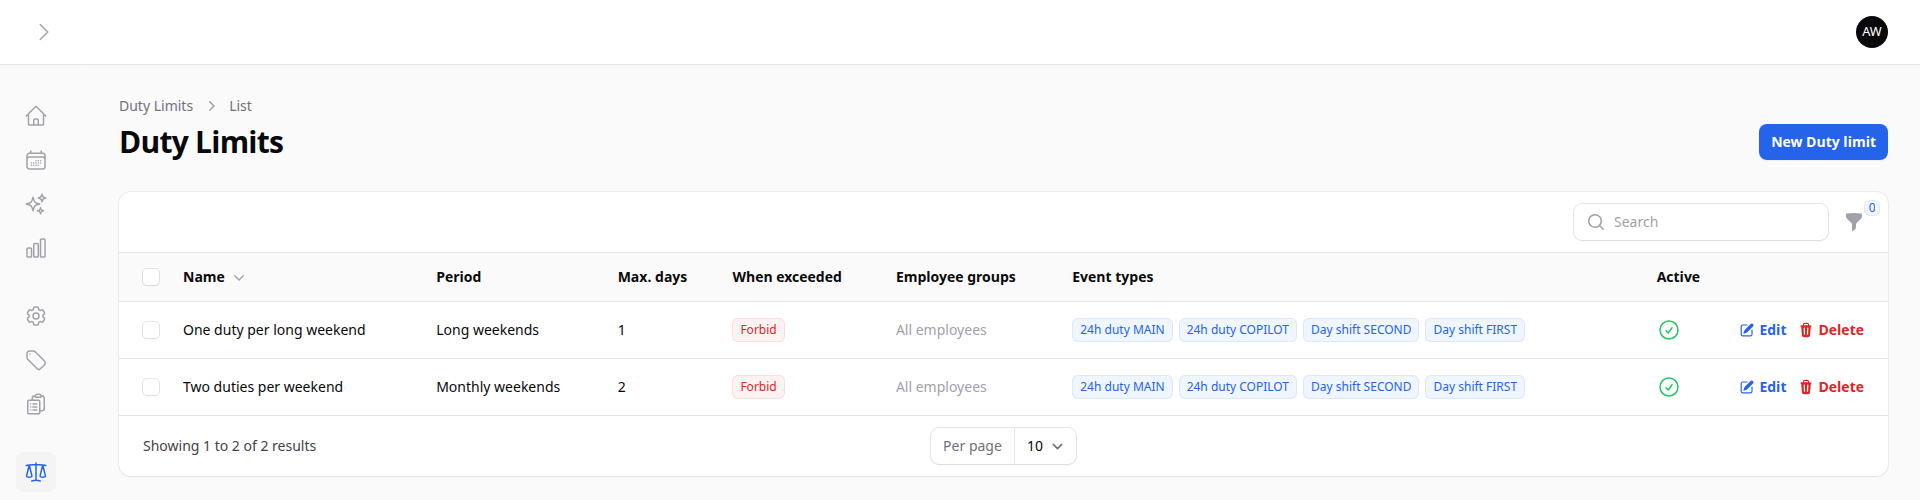 AW
Duty Limits > List
Duty Limits
New Duty limit
Search
0
Name Period Max. days When exceeded Employee groups Event types Active
One duty per long weekend Long weekends 1 Forbid All employees 24h duty MAIN 24h duty COPILOT Day shift SECOND Day shift FIRST Edit Delete
Two duties per weekend Monthly weekends 2 Forbid All employees 24h duty MAIN 24h duty COPILOT Day shift SECOND Day shift FIRST Edit Delete
Showing 1 to 2 of 2 results Per page 10